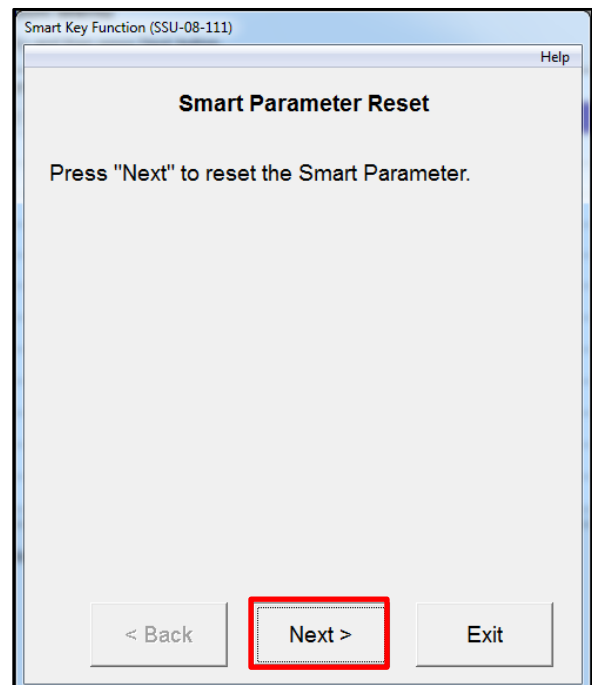 Smart Key Function (SSU-08-111)
Help
Smart Parameter Reset
Press "Next" to reset the Smart Parameter.
< Back
Next >
Exit